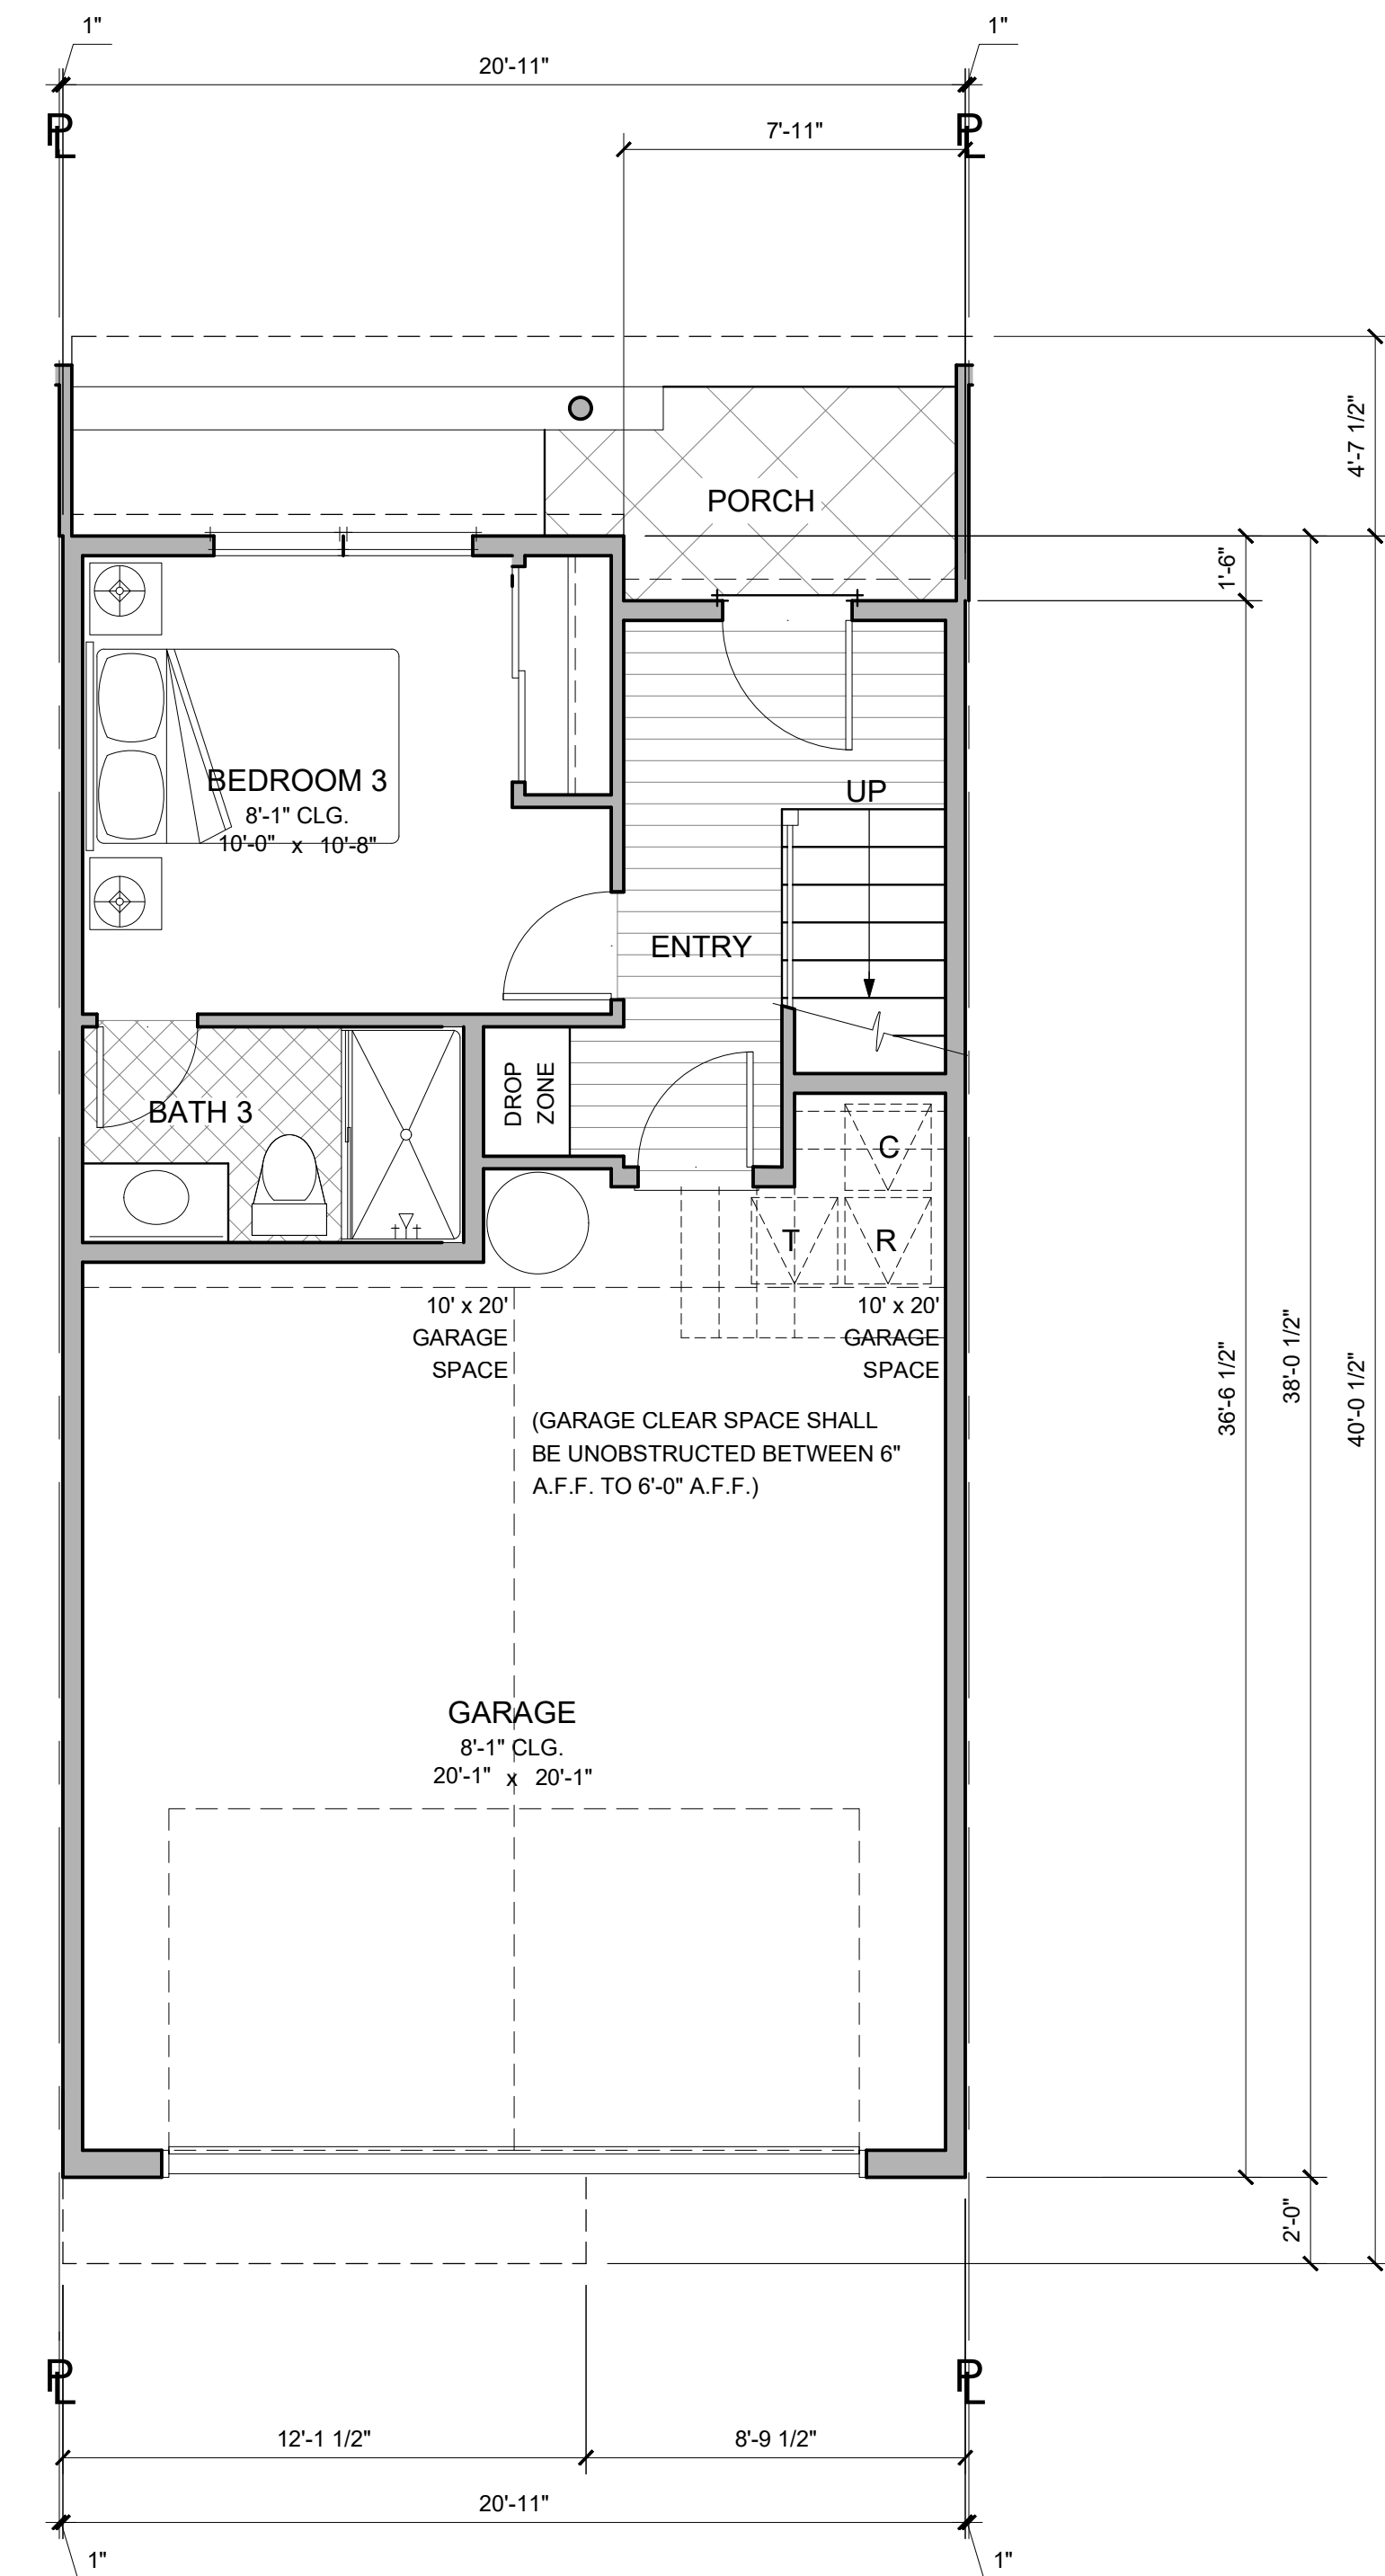 1"
1"
20'-11"
PL
PL
7'-11"
4'-7 1/2"
PORCH
1'-6"
BEDROOM 3
8'-1" CLG.
10'-0" x 10'-8"
UP
ENTRY
DROP
ZONE
BATH 3
C
T
R
10' x 20'
GARAGE
SPACE
10' x 20'
GARAGE
SPACE
(GARAGE CLEAR SPACE SHALL
BE UNOBSTRUCTED BETWEEN 6"
A.F.F. TO 6'-0" A.F.F.)
36'-6 1/2"
38'-0 1/2"
40'-0 1/2"
GARAGE
8'-1" CLG.
20'-1" x 20'-1"
2'-0"
PL
PL
12'-1 1/2"
8'-9 1/2"
20'-11"
1"
1"